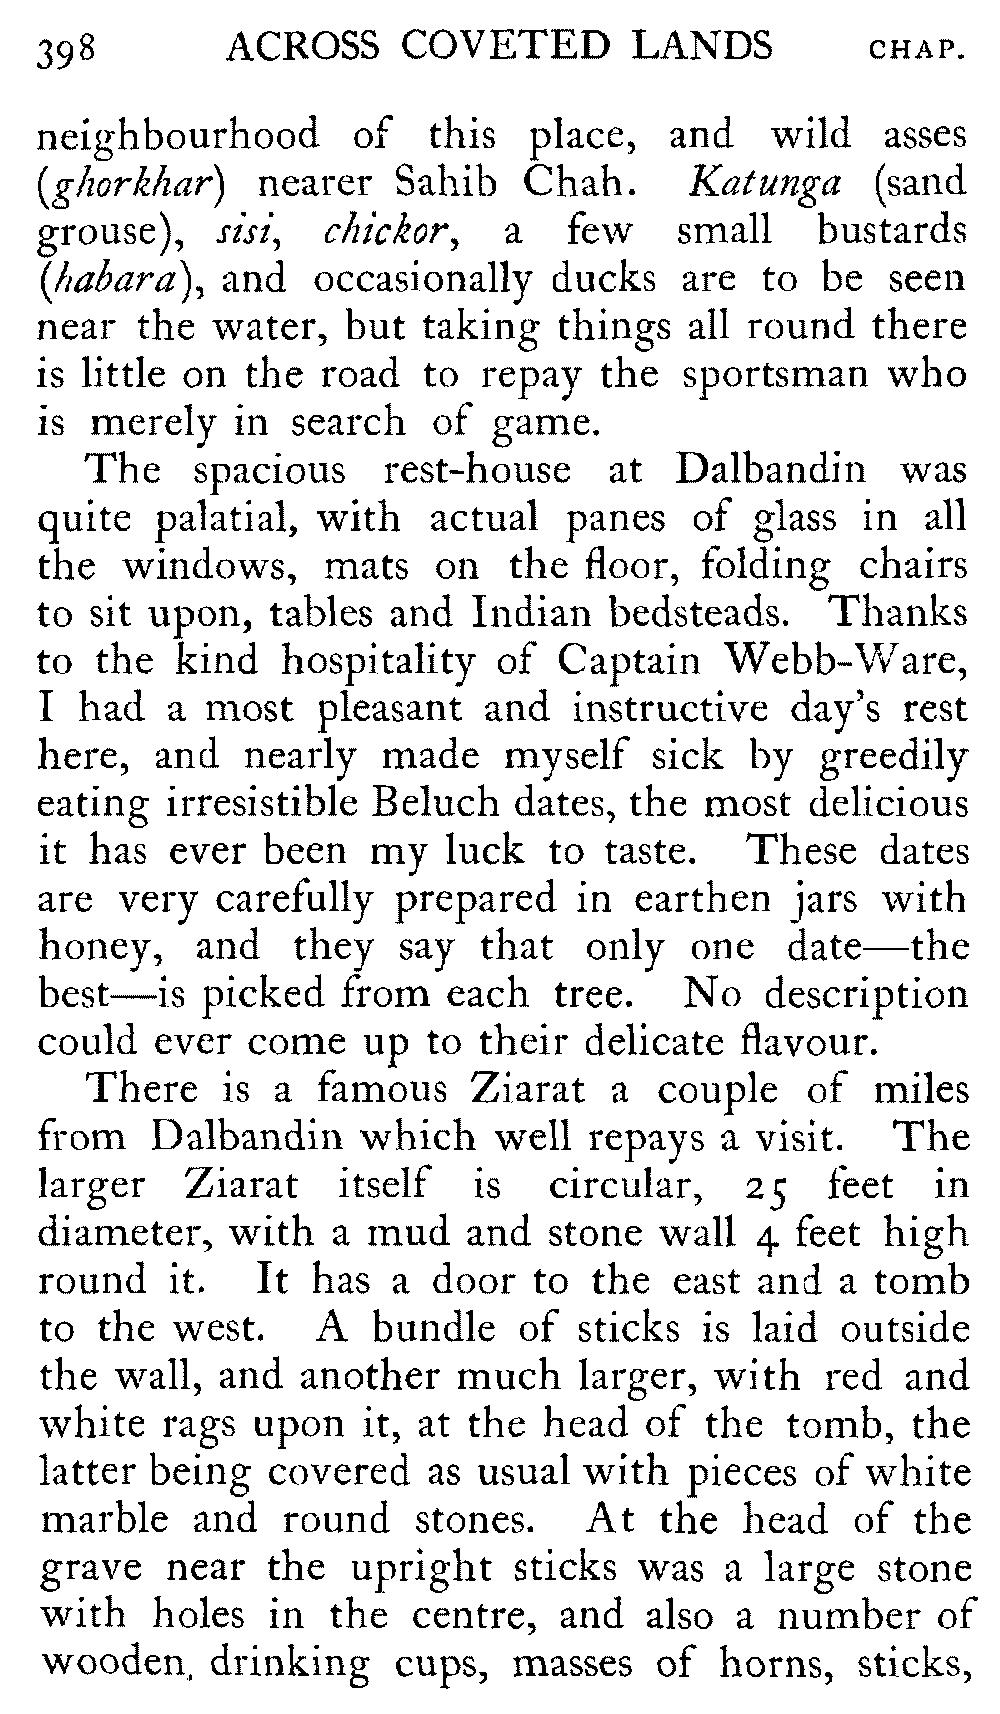 398 ACROSS COVETED LANDS CHAP.
neighbourhood of this place, and wild asses
(ghorkhar) nearer Sahib Chah. Katunga (sand
grouse), sisi, chickor, a few small bustards
(habara), and occasionally ducks are to be seen
near the water, but taking things all round there
is little on the road to repay the sportsman who
is merely in search of game.
The spacious rest-house at Dalbandin was
quite palatial, with actual panes of glass in all
the windows, mats on the floor, folding chairs
to sit upon, tables and Indian bedsteads. Thanks
to the kind hospitality of Captain Webb-Ware,
I had a most pleasant and instructive day's rest
here, and nearly made myself sick by greedily
eating irresistible Beluch dates, the most delicious
it has ever been my luck to taste. These dates
are very carefully prepared in earthen jars with
honey, and they say that only one date—the
best—is picked from each tree. No description
could ever come up to their delicate flavour.
There is a famous Ziarat a couple of miles
from Dalbandin which well repays a visit. The
larger Ziarat itself is circular, 25 feet in
diameter, with a mud and stone wall 4 feet high
round it. It has a door to the east and a tomb
to the west. A bundle of sticks is laid outside
the wall, and another much larger, with red and
white rags upon it, at the head of the tomb, the
latter being covered as usual with pieces of white
marble and round stones. At the head of the
grave near the upright sticks was a large stone
with holes in the centre, and also a number of
wooden. drinking cups, masses of horns, sticks,